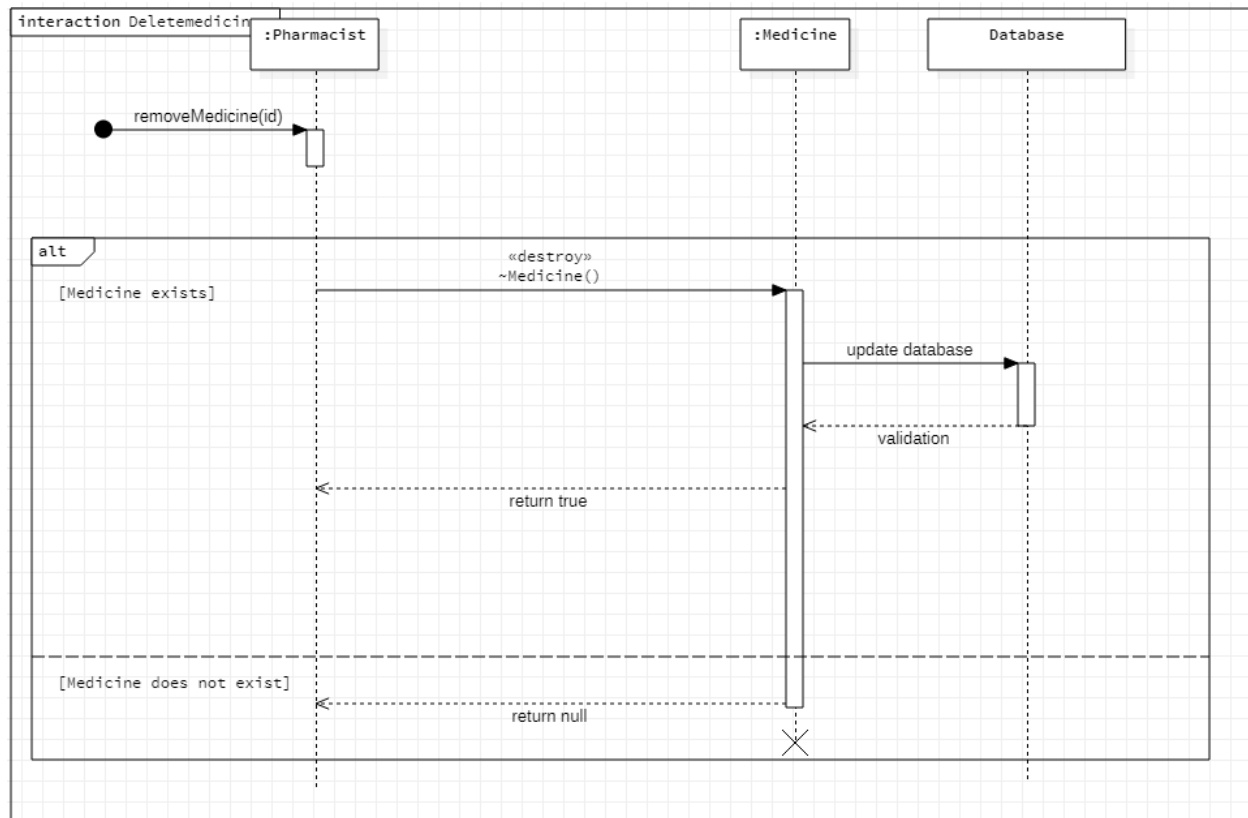 interaction Deletemedicin
:Pharmacist
:Medicine
Database
removeMedicine(id)
alt
«destroy»
~Medicine()
[Medicine exists]
update database
validation
return true
[Medicine does not exist]
return null